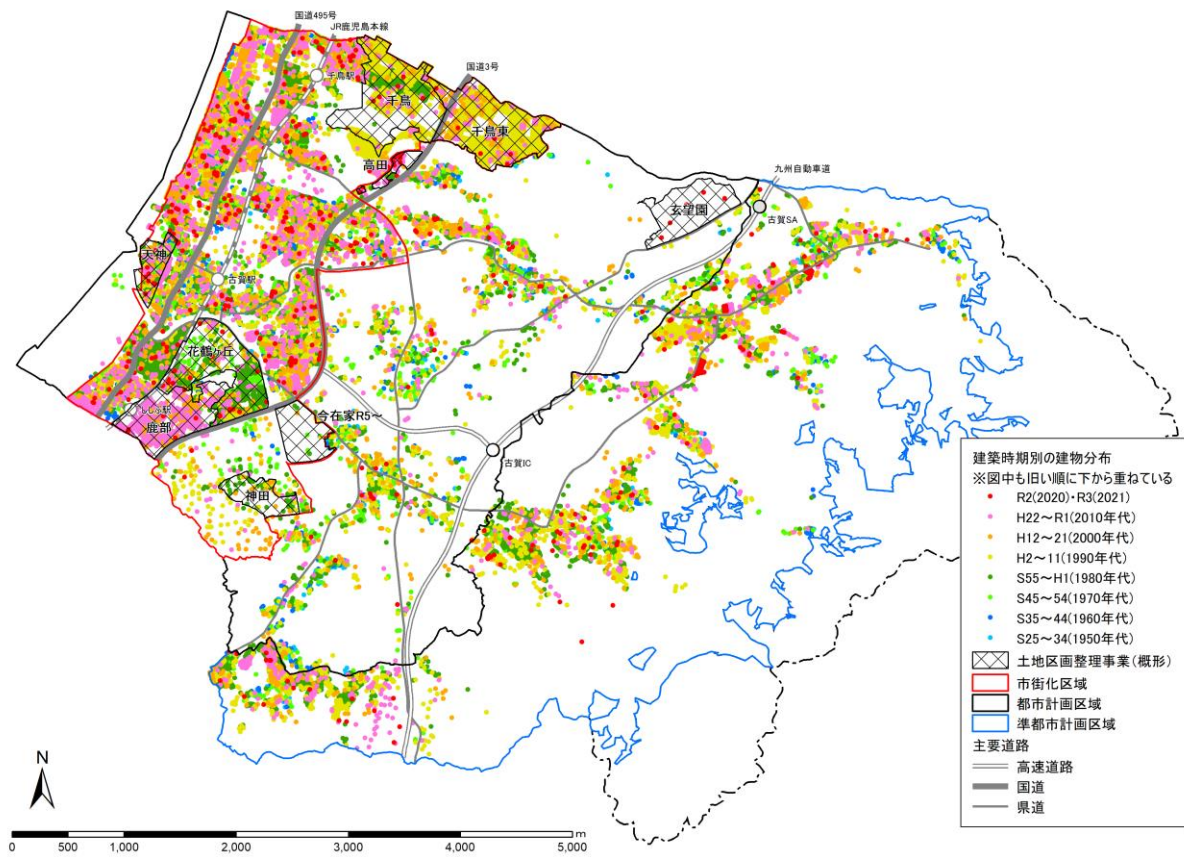 国道495号
JR鹿児島本線
国道3号
千鳥駅
千鳥
千鳥東
高田
九州自動車道
玄望園
古賀SA
天神
古賀駅
花鶴ヶ丘
ししぶ駅
鹿部
今在家R5～
古賀IC
神田
建築時期別の建物分布
※図中も旧い順に下から重ねている
R2(2020)・R3(2021)
H22～R1(2010年代)
H12～21(2000年代)
H2～11(1990年代)
S55～H1(1980年代)
S45～54(1970年代)
S35～44(1960年代)
S25～34(1950年代)
土地区画整理事業(概形)
市街化区域
都市計画区域
準都市計画区域
主要道路
高速道路
国道
県道
N
0 500 1,000 2,000 3,000 4,000 5,000 m